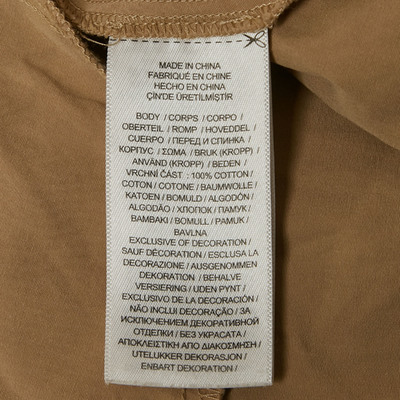 MADE IN CHINA
FABRIQUÉ EN CHINE
HECHO EN CHINA
ÇİN'DE ÜRETİLMİŞTİR
BODY / CORPS / CORPO /
OBERTEIL / ROMP / HOVEDDEL /
CUERPO / ПЕРЕД И СПИНКА /
КОРПУС / ΣΩΜΑ / BRUK (KROPP) /
ANVÄND (KROPP) / BEDEN /
VRCHNÍ ČÁST : 100% COTTON /
COTON / COTONE / BAUMWOLLE /
KATOEN / BOMULD / ALGODÓN /
ALGODÃO / ХЛОПОК / ПАМУК /
BAMBAKI / BOMULL / PAMUK /
BAVLNA
EXCLUSIVE OF DECORATION /
SAUF DÉCORATION / ESCLUSA LA
DECORAZIONE / AUSGENOMMEN
DEKORATION / BEHALVE
VERSIERING / UDEN PYNT /
EXCLUSIVO DE LA DECORACIÓN /
NÃO INCLUI DECORAÇÃO / ЗА
ИСКЛЮЧЕНИЕМ ДЕКОРАТИВНОЙ
ОТДЕЛКИ / БЕЗ УКРАСАТА /
ΑΠΟΚΛΕΙΣΤΙΚΗ ΑΠΟ ΔΙΑΚΟΣΜΗΣΗ /
UTELUKKER DEKORASJON /
ENBART DEKORATION /